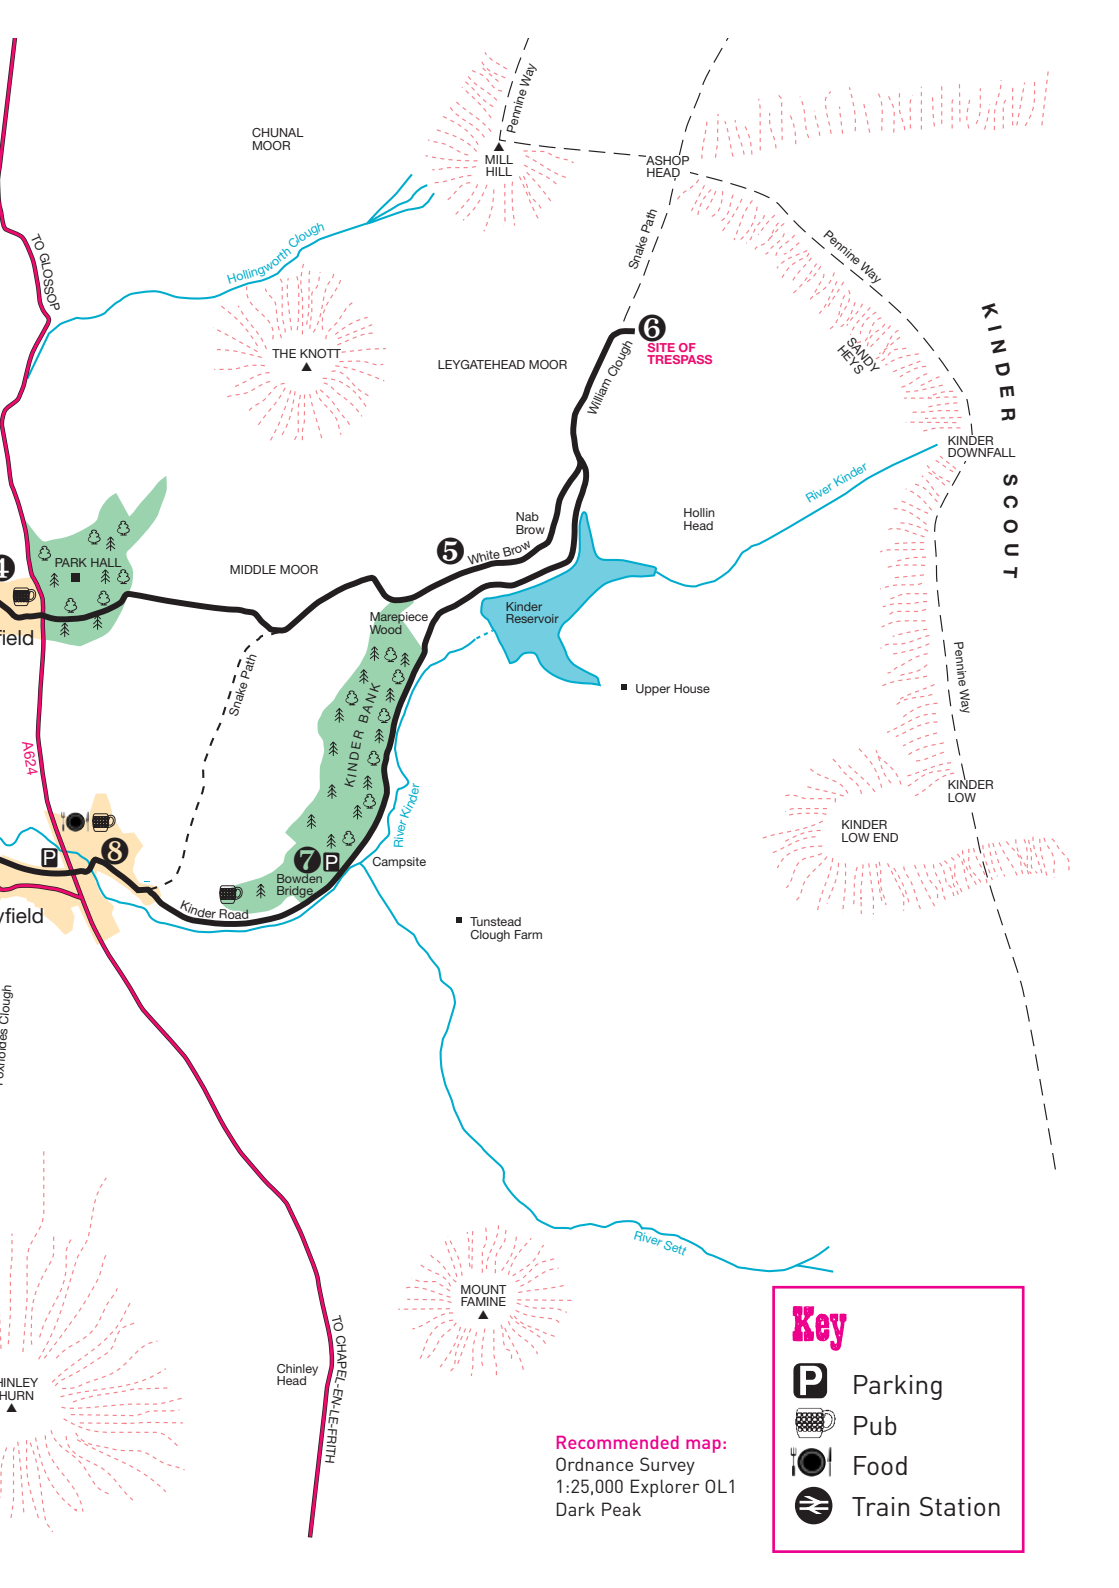 Pennine Way
CHUNAL
MOOR
MILL
HILL
ASHOP
HEAD
TO GLOSSOP
Hollingworth Clough
Snake Path
Pennine Way
KINDER SCOUT
THE KNOTT
LEYGATEHEAD MOOR
6
SITE OF
TRESPASS
William Clough
SANDY
HEYS
KINDER
DOWNFALL
River Kinder
Hollin
Head
Nab
Brow
5
White Brow
4
PARK HALL
MIDDLE MOOR
Kinder
Reservoir
Marepiece
Wood
field
Snake Path
KINDER BANK
Upper House
Pennine Way
A624
River Kinder
KINDER
LOW
KINDER
LOW END
8
P
7
P
Campsite
Bowden
Bridge
Kinder Road
yfield
Tunstead
Clough Farm
Clough
River Sett
MOUNT
FAMINE
TO CHAPEL-EN-LE-FRITH
Chinley
Head
HINLEY
HURN
Recommended map:
Ordnance Survey
1:25,000 Explorer OL1
Dark Peak
Key
P Parking
Pub
Food
Train Station